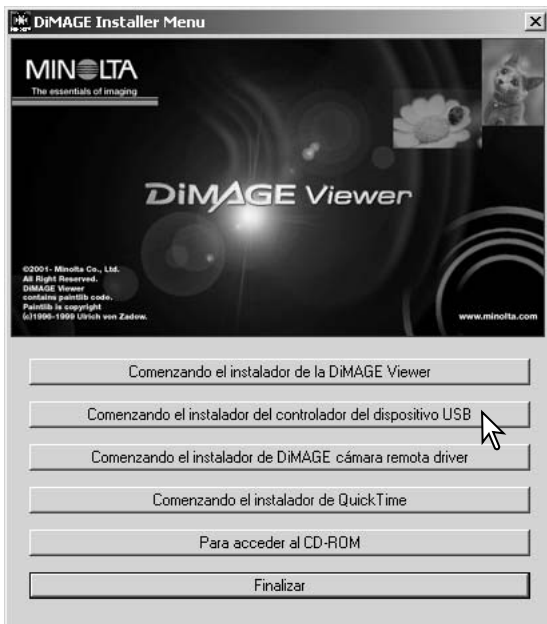 DiMAGE Installer Menu
MINOLTA
The essentials of imaging
DiMAGE Viewer
©2001- Minolta Co., Ltd.
All Right Reserved.
DiMAGE Viewer
contains paintlib code.
Paintlib is copyright
(c)1996-1999 Ulrich von Zadow.
www.minolta.com
Comenzando el instalador de la DiMAGE Viewer
Comenzando el instalador del controlador del dispositivo USB
Comenzando el instalador de DiMAGE cámara remota driver
Comenzando el instalador de QuickTime
Para acceder al CD-ROM
Finalizar